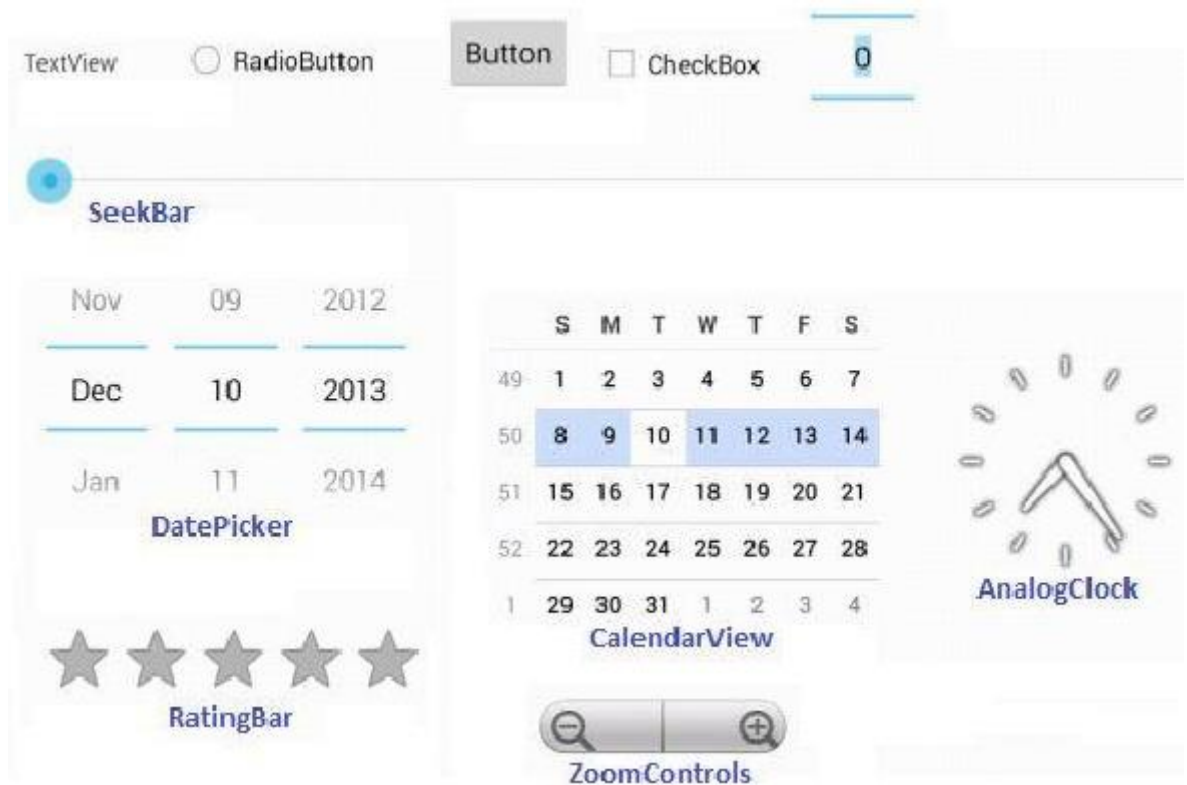 TextView RadioButton Button CheckBox 0
SeekBar
Nov 09 2012
Dec 10 2013
Jan 11 2014
DatePicker
S M T W T F S
49 1 2 3 4 5 6 7
50 8 9 10 11 12 13 14
51 15 16 17 18 19 20 21
52 22 23 24 25 26 27 28
1 29 30 31 1 2 3 4
CalendarView
AnalogClock
RatingBar
ZoomControls